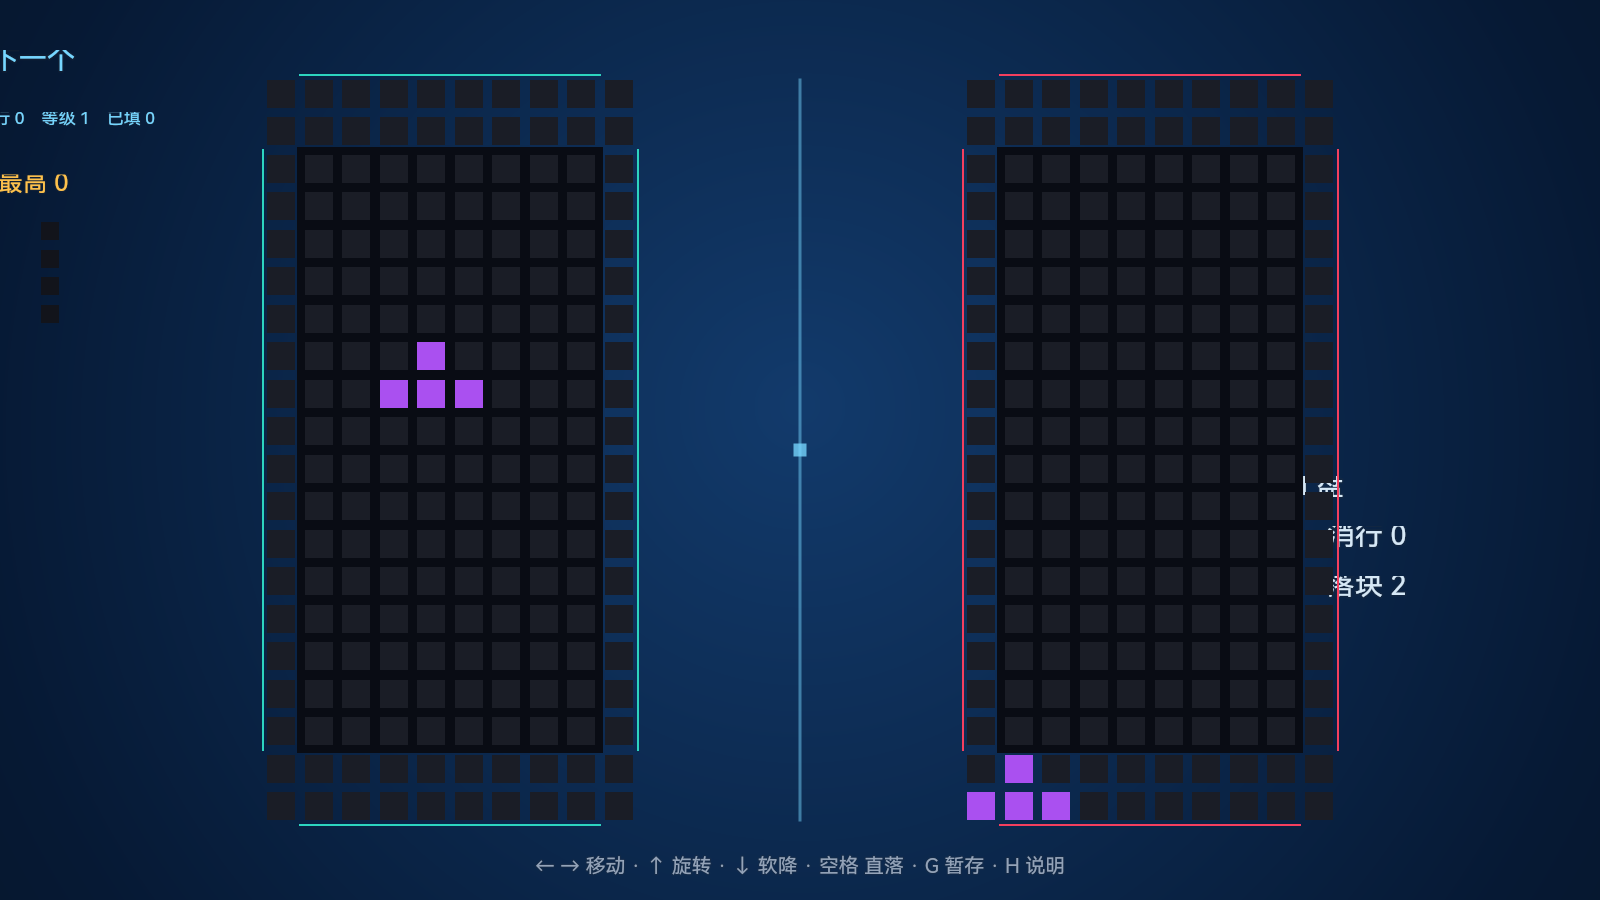 一个
行 0 等级 1 已填 0
最高 0
消行 0
落块 2
← → 移动 · ↑ 旋转 · ↓ 软降 · 空格 直落 · G 暂存 · H 说明